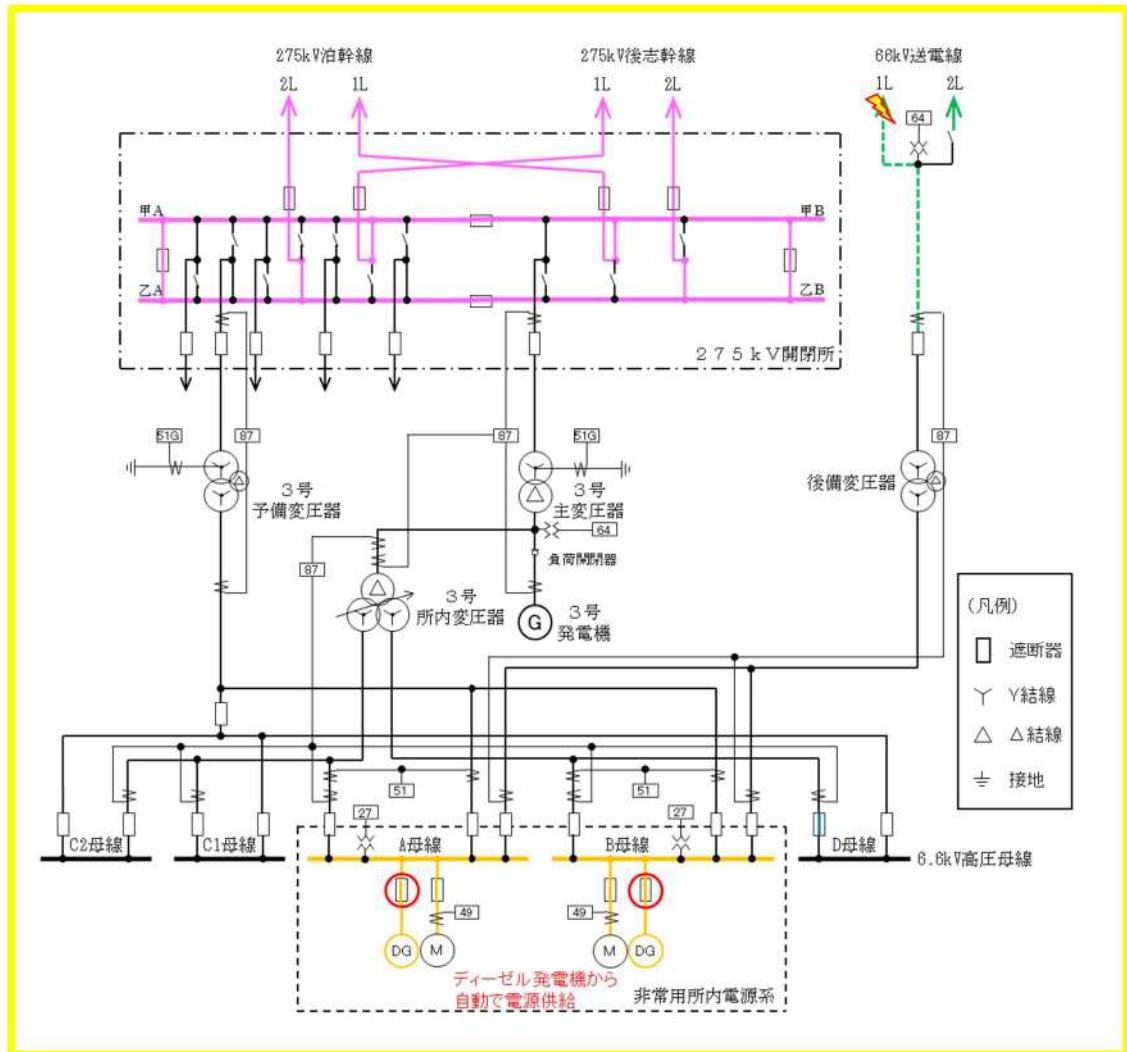 275kV泊幹線
275kV後志幹線
66kV送電線
2L
1L
1L
2L
1L
2L
64
甲A
甲B
乙A
乙B
275kV開閉所
51G
87
87
51G
87
3号
予備変圧器
3号
主変圧器
後備変圧器
64
87
負荷開閉器
3号
所内変圧器
G
3号
発電機
(凡例)
遮断器
Y結線
△結線
接地
51
51
27
27
C2母線
C1母線
A母線
B母線
D母線
6.6kV高圧母線
49
49
DG
M
M
DG
ディーゼル発電機から
自動で電源供給
非常用所内電源系